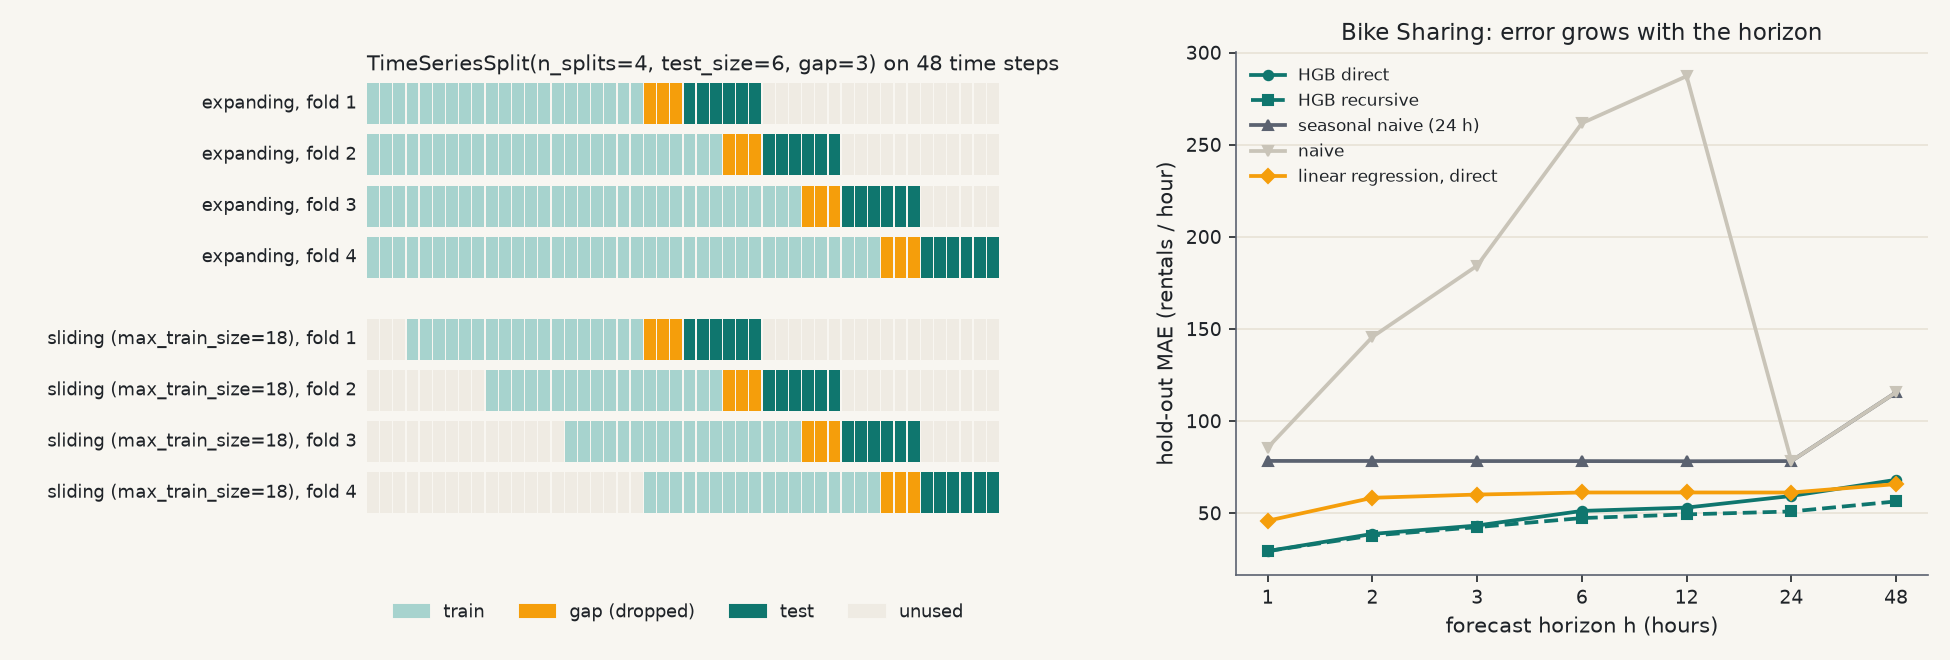 TimeSeriesSplit(n_splits=4, test_size=6, gap=3) on 48 time steps
expanding, fold 1
expanding, fold 2
expanding, fold 3
expanding, fold 4
sliding (max_train_size=18), fold 1
sliding (max_train_size=18), fold 2
sliding (max_train_size=18), fold 3
sliding (max_train_size=18), fold 4
train
gap (dropped)
test
unused
Bike Sharing: error grows with the horizon
HGB direct
HGB recursive
seasonal naive (24 h)
naive
linear regression, direct
hold-out MAE (rentals / hour)
300
250
200
150
100
50
1 2 3 6 12 24 48
forecast horizon h (hours)